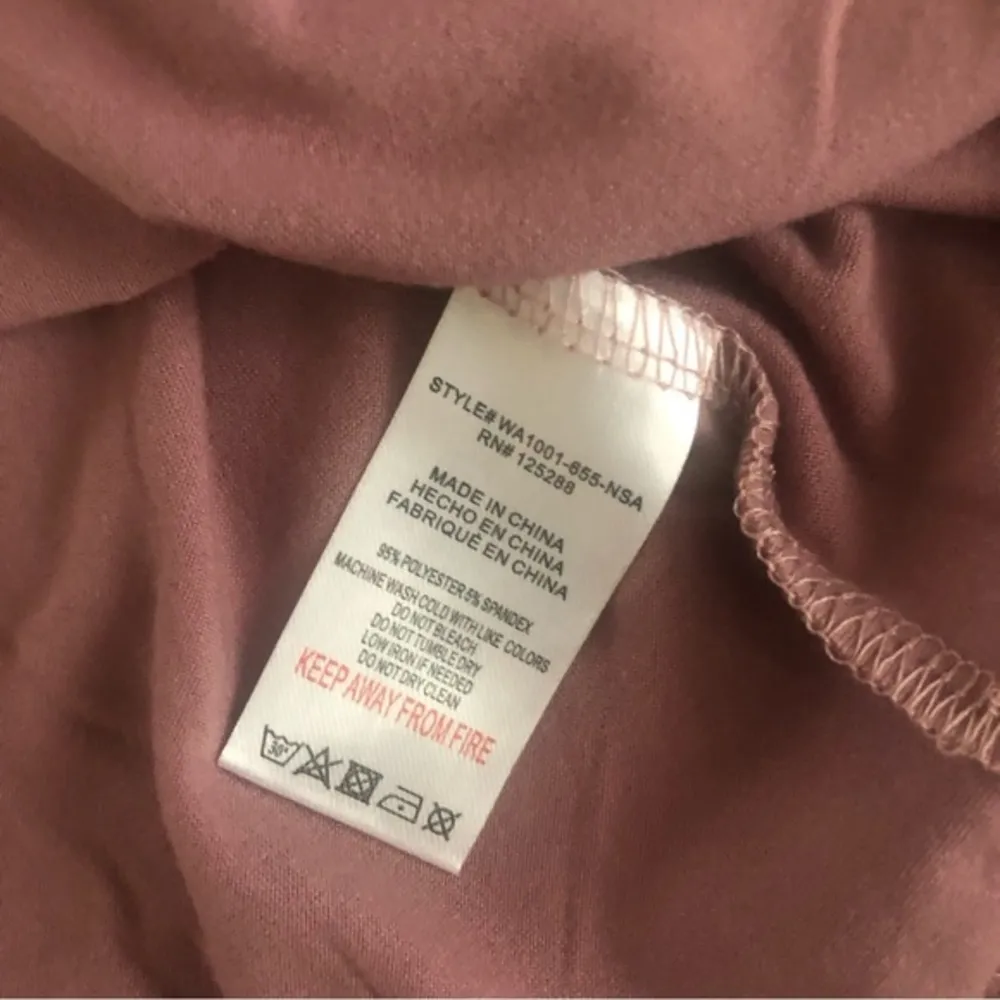 STYLE# WA1001-655-NSA
RN# 125288
MADE IN CHINA
HECHO EN CHINA
FABRIQUÉ EN CHINA
95% POLYESTER 5% SPANDEX
MACHINE WASH COLD WITH LIKE COLORS
DO NOT BLEACH
DO NOT TUMBLE DRY
LOW IRON IF NEEDED
DO NOT DRY CLEAN
KEEP AWAY FROM FIRE
30°